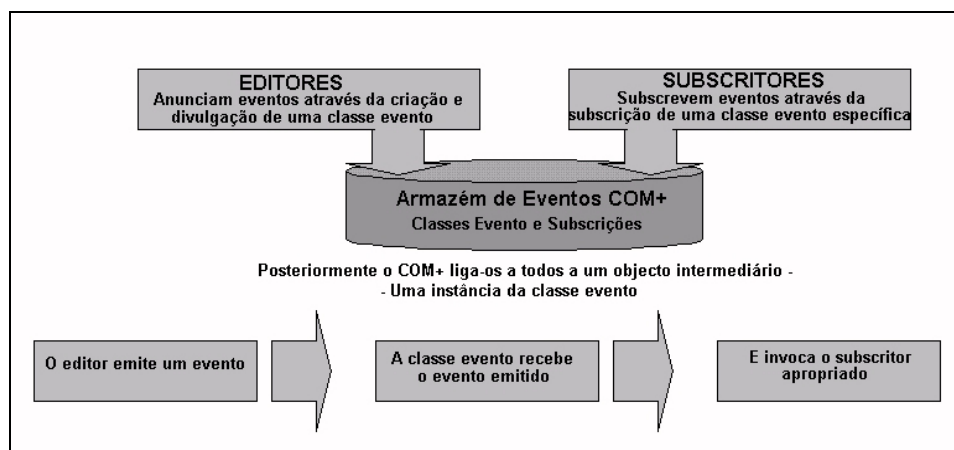 EDITORES
Anunciam eventos através da criação e
divulgação de uma classe evento
SUBSCRITORES
Subscrevem eventos através da
subscrição de uma classe evento específica
Armazém de Eventos COM+
Classes Evento e Subscrições
Posteriormente o COM+ liga-os a todos a um objecto intermediário -
- Uma instância da classe evento
O editor emite um evento
A classe evento recebe
o evento emitido
E invoca o subscritor
apropriado